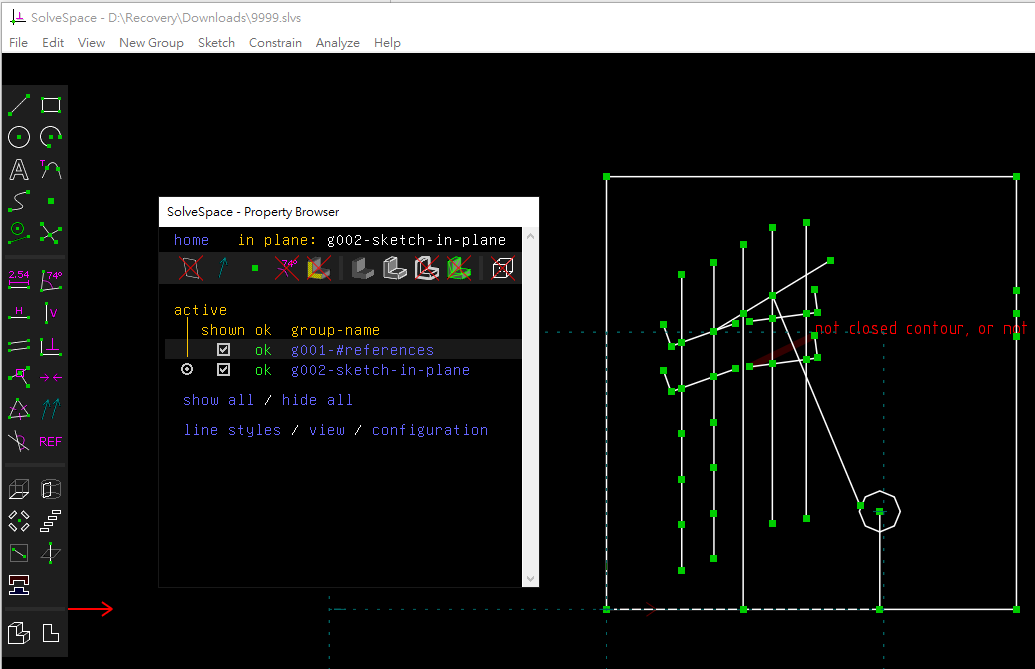 SolveSpace - D:\Recovery\Downloads\9999.slvs
File Edit View New Group Sketch Constrain Analyze Help
SolveSpace - Property Browser
home in plane: g002-sketch-in-plane
74°
active
shown ok group-name
ok g001-#references
ok g002-sketch-in-plane
show all / hide all
line styles / view / configuration
A T
2.54 74°
H V
REF
not closed contour, or not